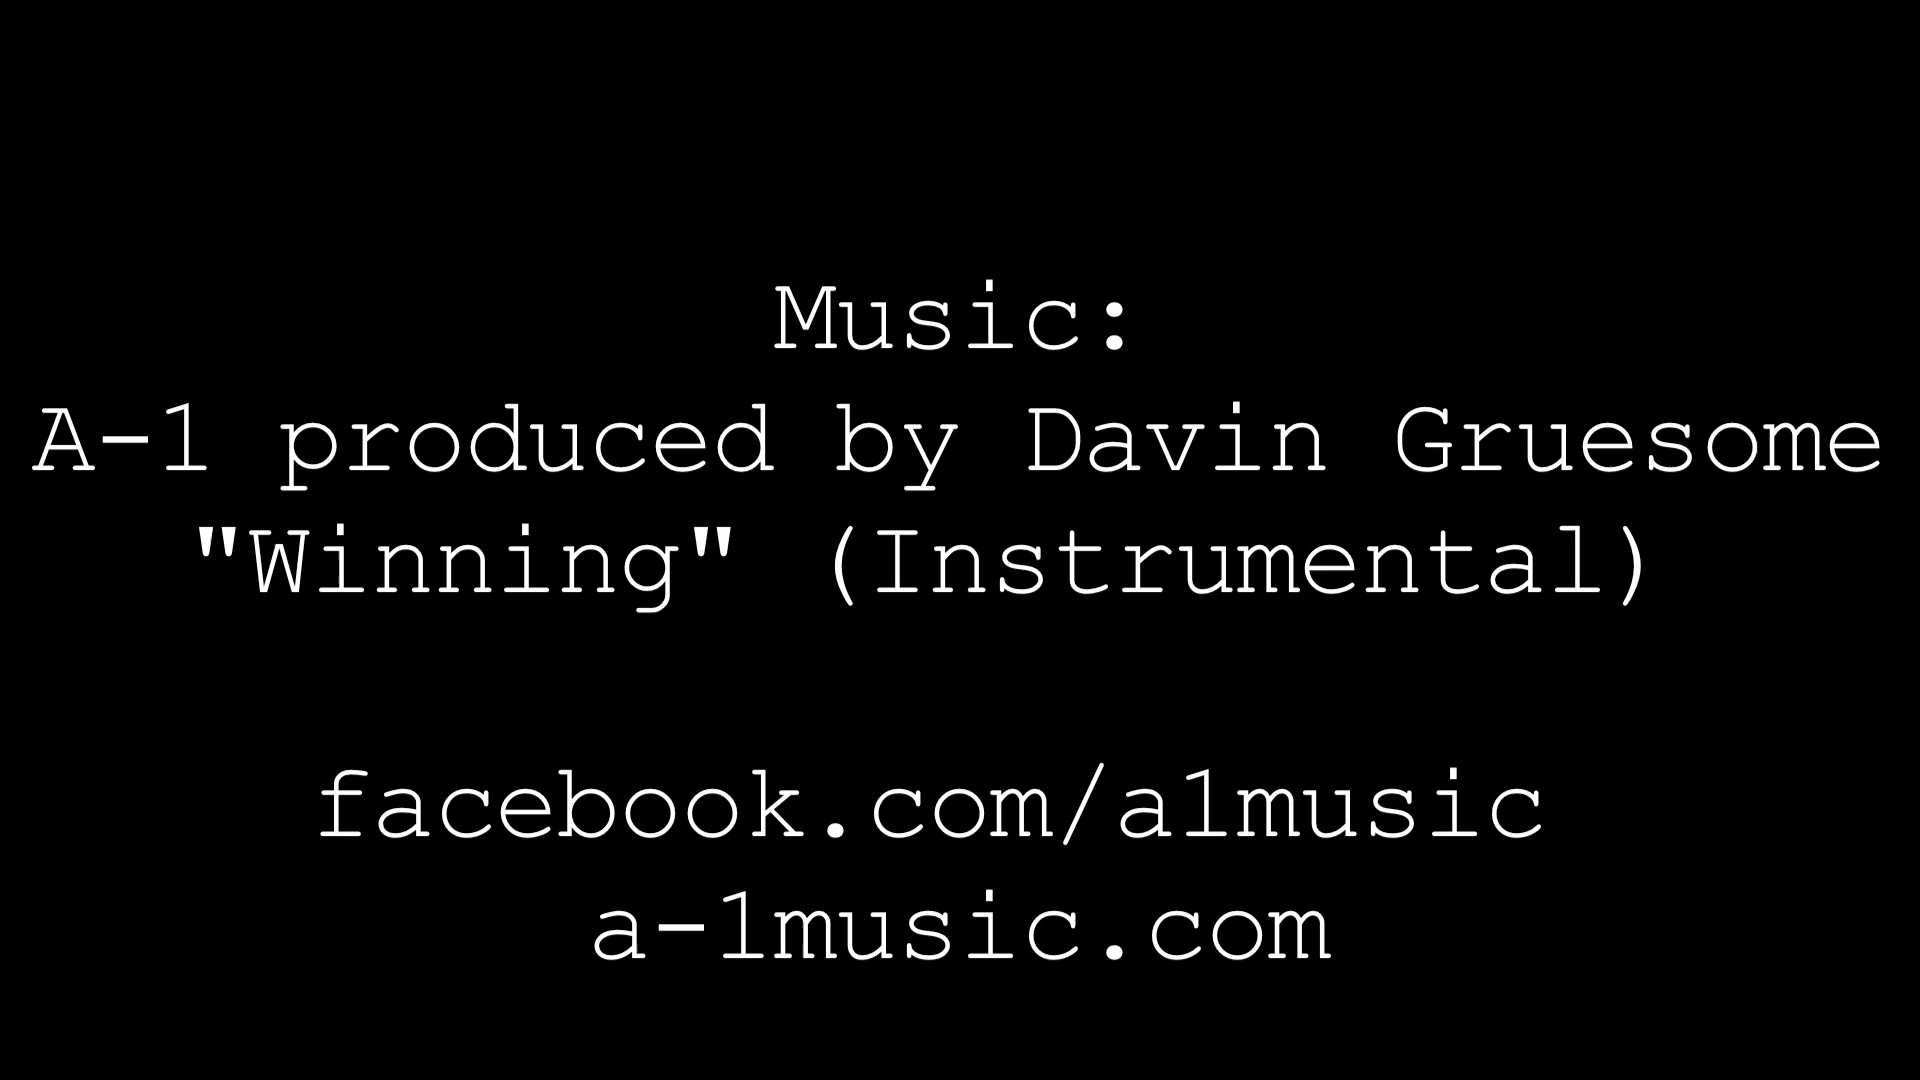 Music:
A-1 produced by Davin Gruesome
"Winning" (Instrumental)
facebook.com/a1music
a-1music.com